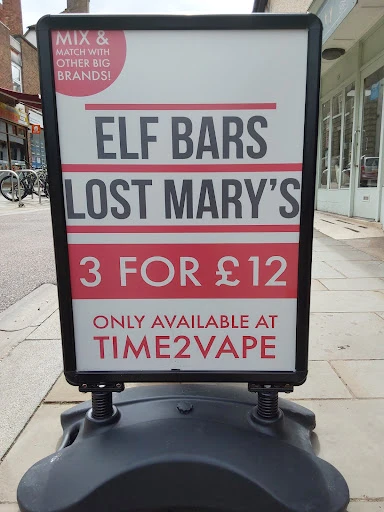 MIX &
MATCH WITH
OTHER BIG
BRANDS!
ELF BARS
LOST MARY'S
3 FOR £12
ONLY AVAILABLE AT
TIME2VAPE